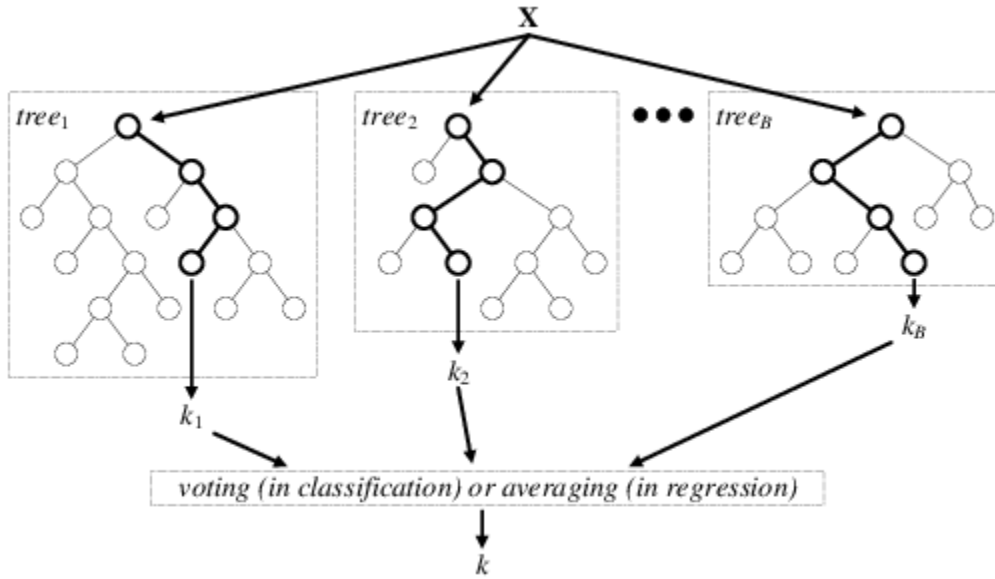 X
tree1
tree2
treeB
kB
k2
k1
voting (in classification) or averaging (in regression)
k